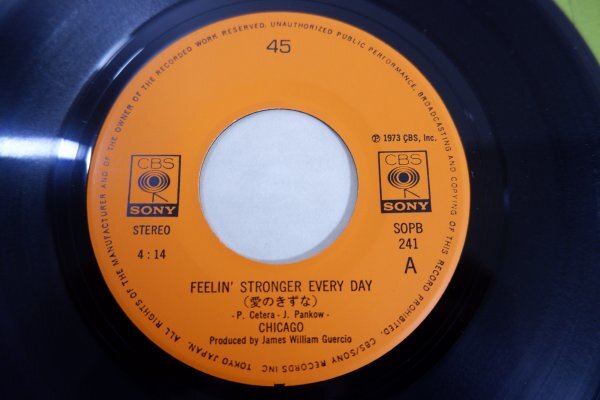 ALL RIGHTS OF THE MANUFACTURER AND OF THE OWNER OF THE RECORDED WORK RESERVED. UNAUTHORIZED PUBLIC PERFORMANCE, BROADCASTING AND COPYING OF THIS RECORD PROHIBITED.
CBS/SONY RECORDS INC. TOKYO JAPAN.
45
℗ 1973 CBS, Inc.
CBS
SONY
CBS
SONY
STEREO
SOPB
241
4:14
A
FEELIN' STRONGER EVERY DAY
(愛のきずな)
- P. Cetera - J. Pankow -
CHICAGO
Produced by James William Guercio